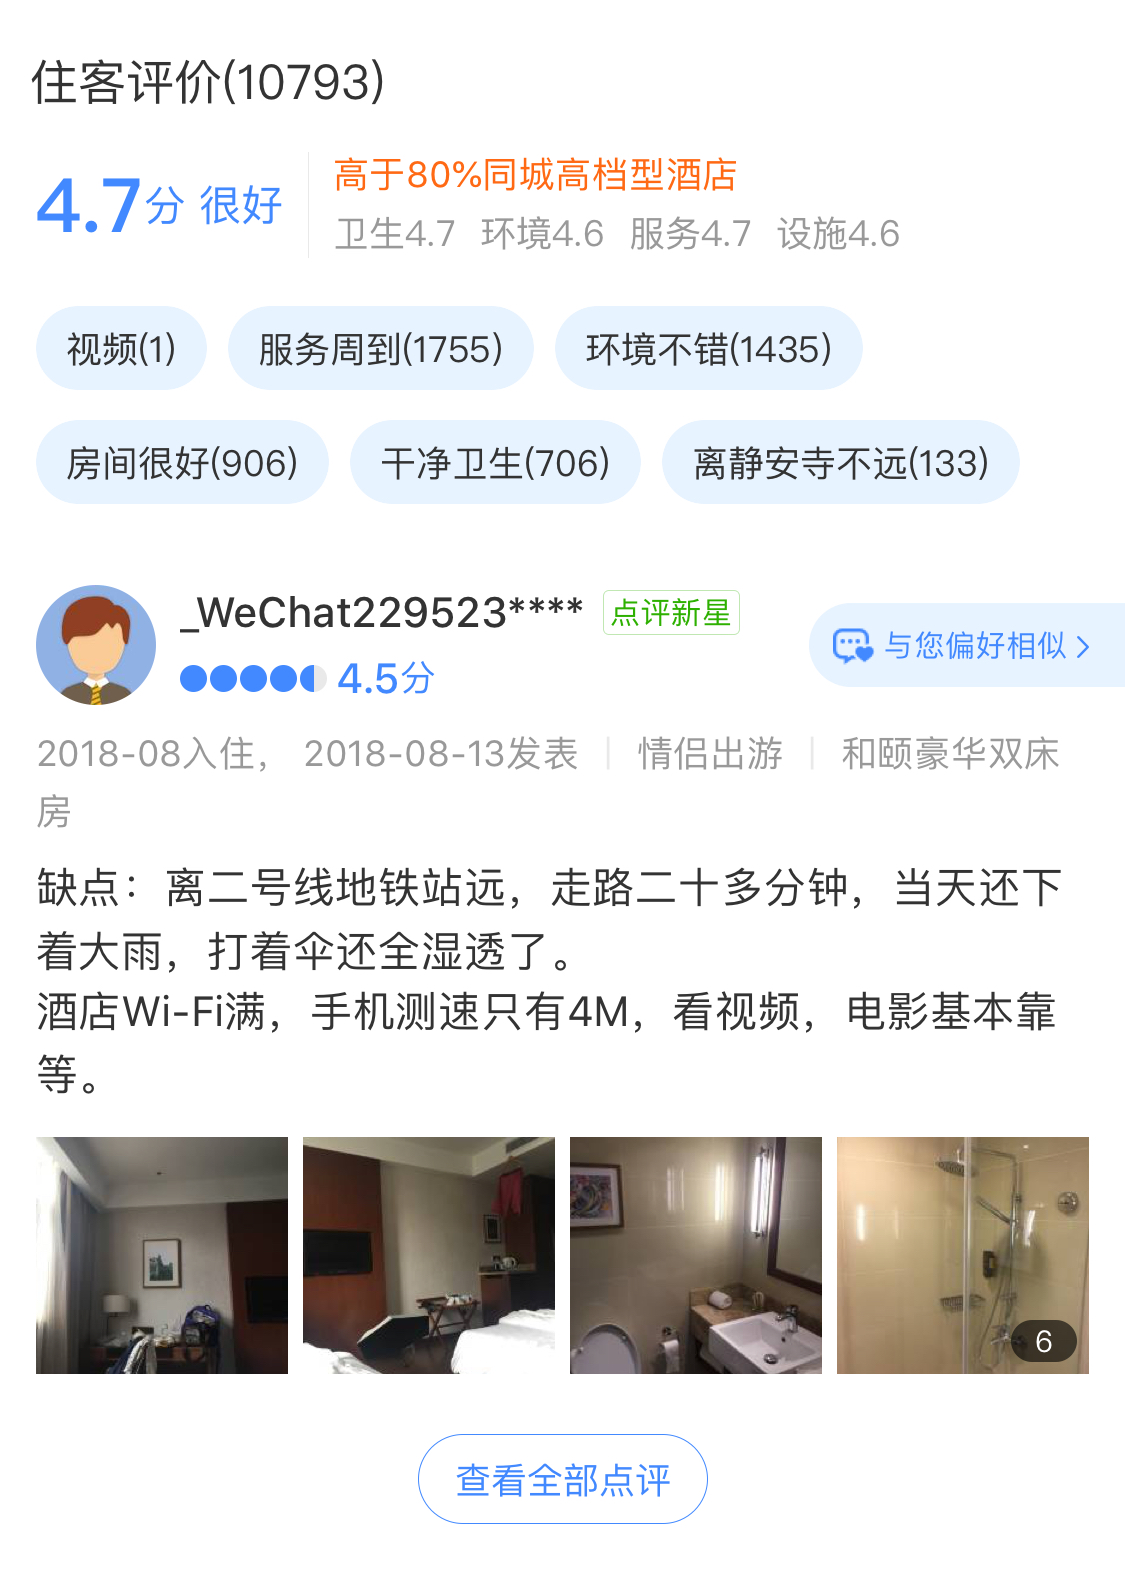 住客评价(10793)
4.7分 很好
高于80%同城高档型酒店
卫生4.7 环境4.6 服务4.7 设施4.6
视频(1) 服务周到(1755) 环境不错(1435)
房间很好(906) 干净卫生(706) 离静安寺不远(133)
_WeChat229523**** 点评新星
4.5分
与您偏好相似
2018-08入住， 2018-08-13发表 | 情侣出游 | 和颐豪华双床
房
缺点：离二号线地铁站远，走路二十多分钟，当天还下
着大雨，打着伞还全湿透了。
酒店Wi-Fi满，手机测速只有4M，看视频，电影基本靠
等。
6
查看全部点评